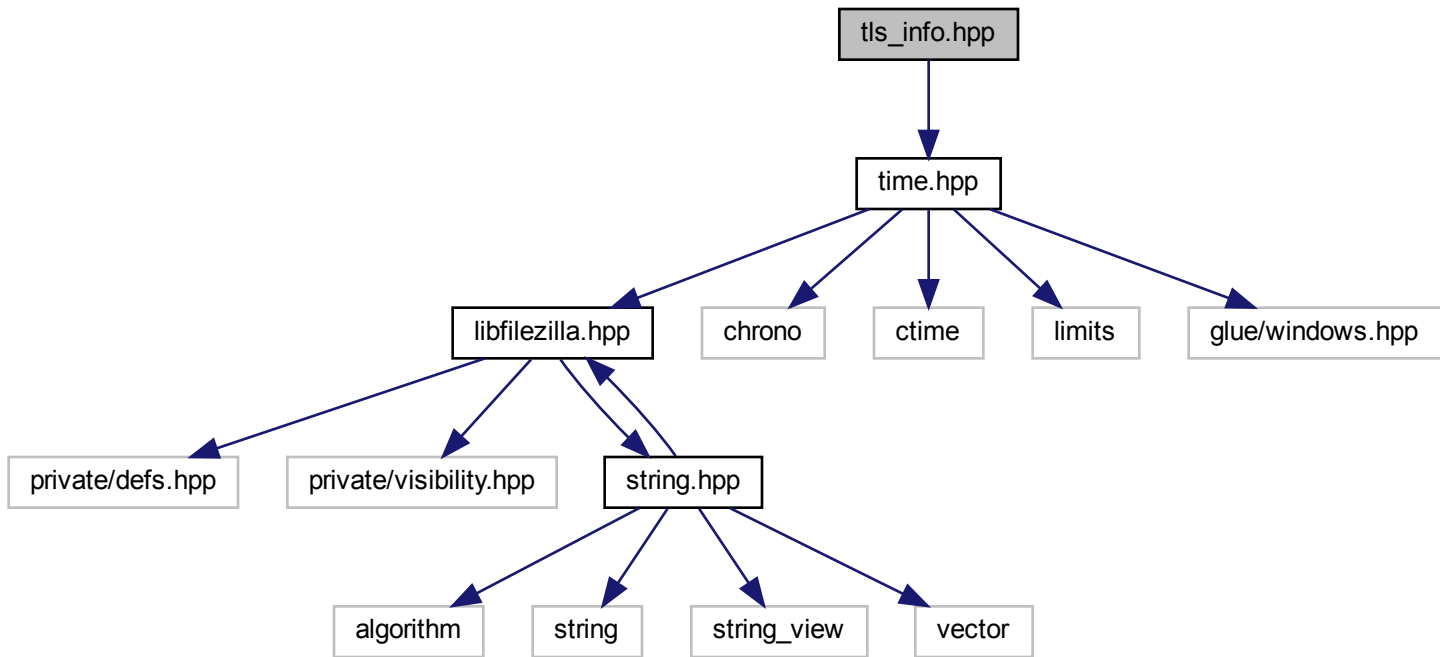 tls_info.hpp
time.hpp
libfilezilla.hpp
chrono
ctime
limits
glue/windows.hpp
private/defs.hpp
private/visibility.hpp
string.hpp
algorithm
string
string_view
vector